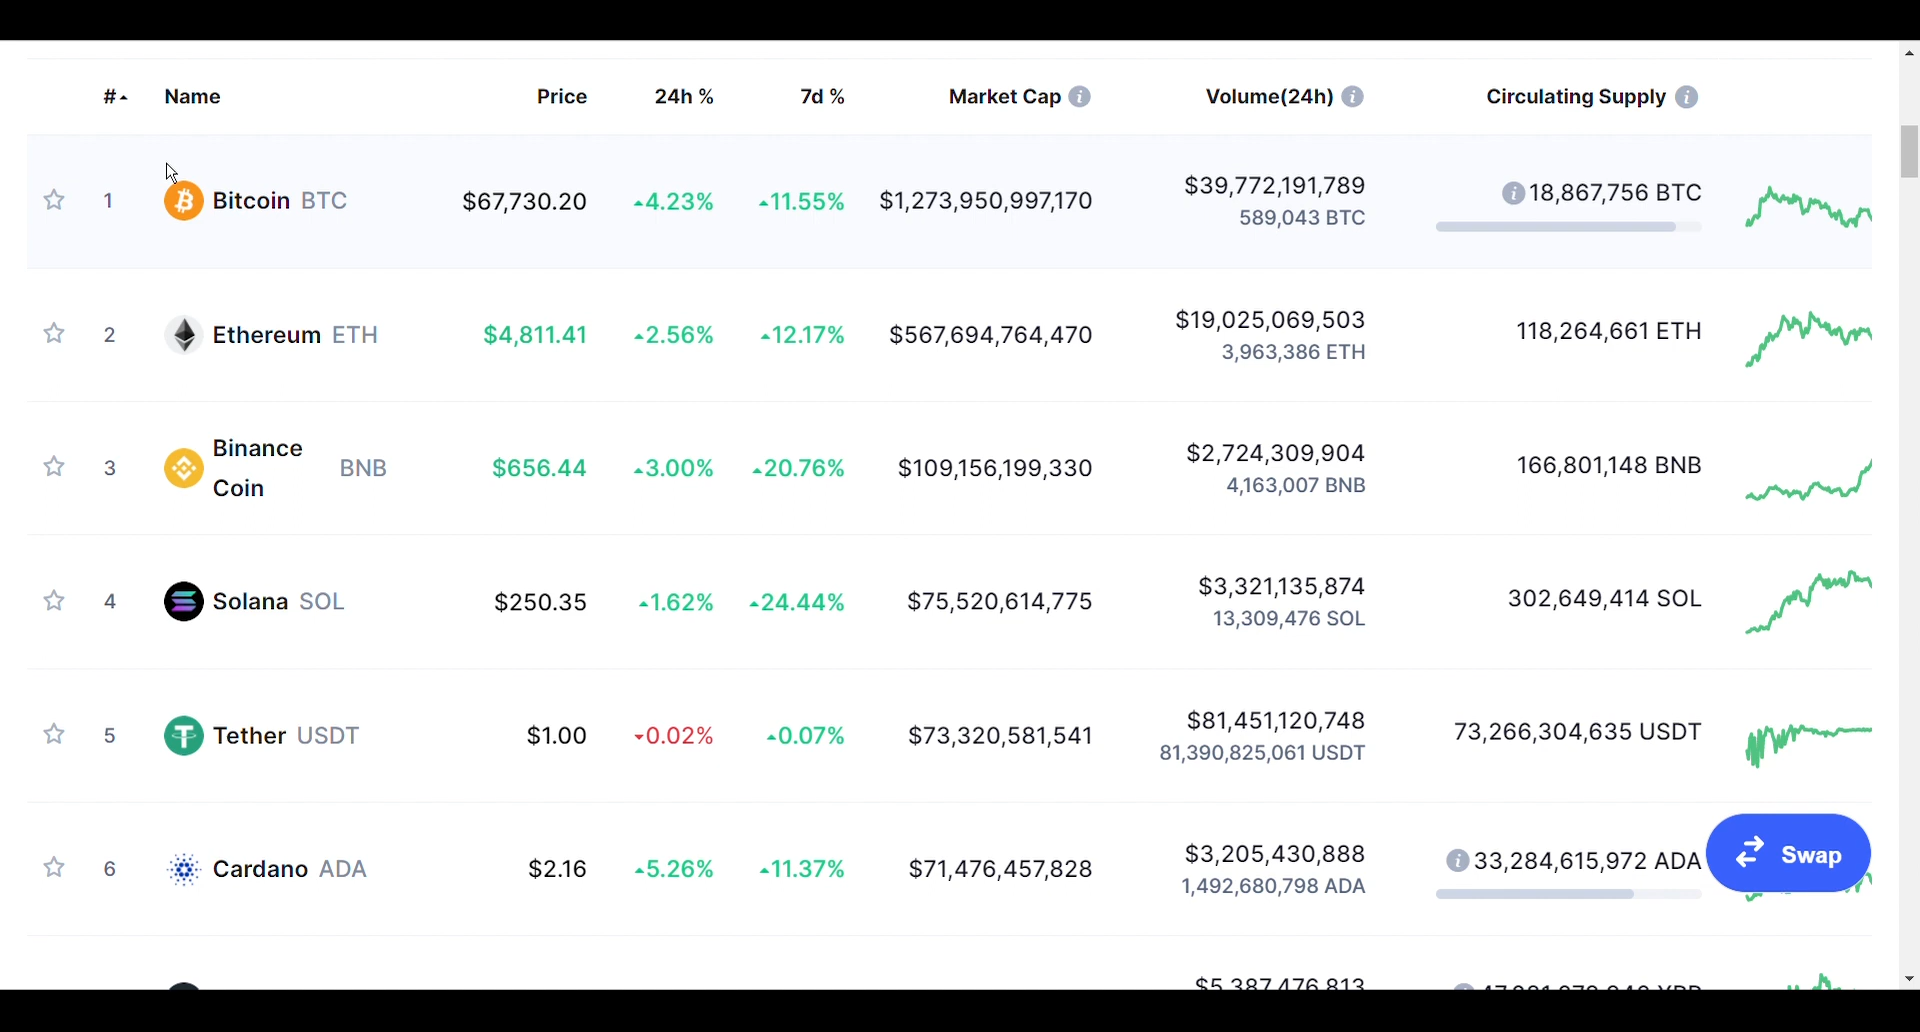 # Name Price 24h % 7d % Market Cap Volume(24h) Circulating Supply
1 Bitcoin BTC $67,730.20 4.23% 11.55% $1,273,950,997,170 $39,772,191,789 18,867,756 BTC
589,043 BTC
2 Ethereum ETH $4,811.41 2.56% 12.17% $567,694,764,470 $19,025,069,503 118,264,661 ETH
3,963,386 ETH
3 Binance Coin BNB $656.44 3.00% 20.76% $109,156,199,330 $2,724,309,904 166,801,148 BNB
4,163,007 BNB
4 Solana SOL $250.35 1.62% 24.44% $75,520,614,775 $3,321,135,874 302,649,414 SOL
13,309,476 SOL
5 Tether USDT $1.00 0.02% 0.07% $73,320,581,541 $81,451,120,748 73,266,304,635 USDT
81,390,825,061 USDT
6 Cardano ADA $2.16 5.26% 11.37% $71,476,457,828 $3,205,430,888 33,284,615,972 ADA
1,492,680,798 ADA
Swap
$5,387,476,813